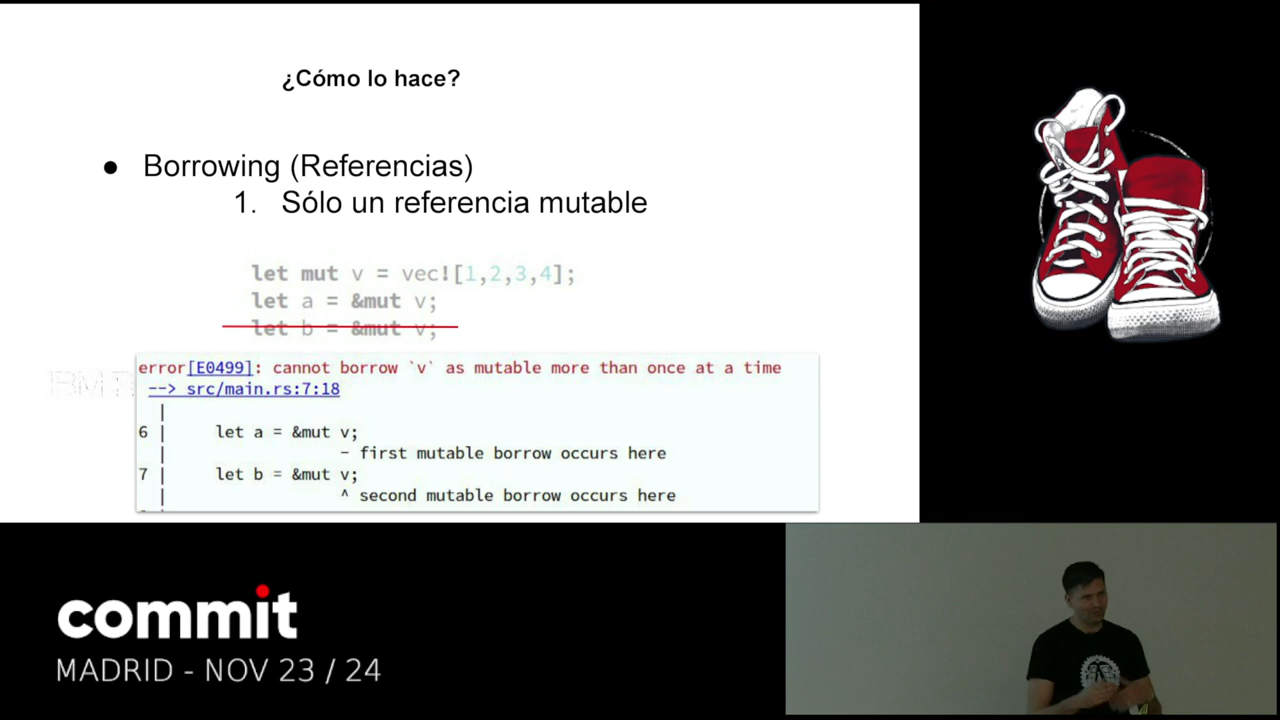 ¿Cómo lo hace?
● Borrowing (Referencias)
1. Sólo un referencia mutable
let mut v = vec![1,2,3,4];
let a = &mut v;
let b = &mut v;
error[E0499]: cannot borrow `v` as mutable more than once at a time
--> src/main.rs:7:18
|
6 | let a = &mut v;
| - first mutable borrow occurs here
7 | let b = &mut v;
| ^ second mutable borrow occurs here
commit
MADRID - NOV 23 / 24